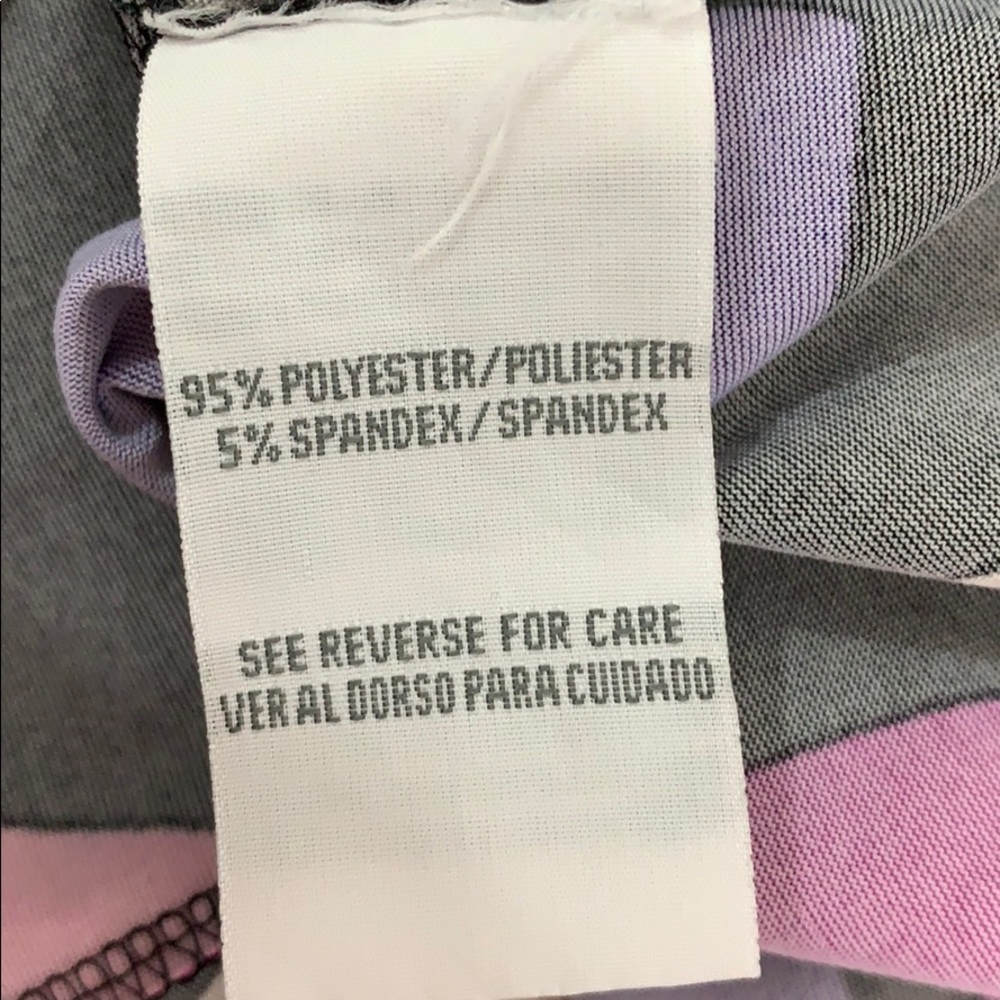 95% POLYESTER/POLIESTER
5% SPANDEX/SPANDEX
SEE REVERSE FOR CARE
VER AL DORSO PARA CUIDADO